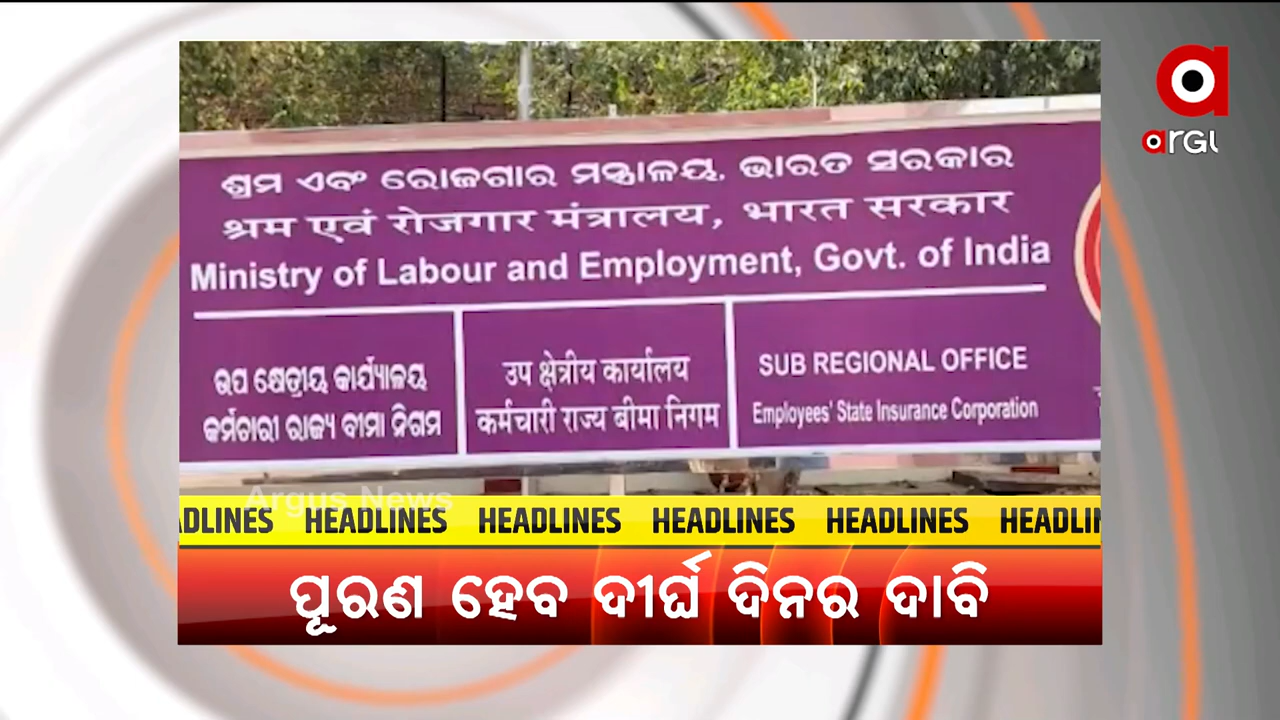 ଶ୍ରମ ଏବଂ ରୋଜଗାର ମନ୍ତ୍ରାଳୟ, ଭାରତ ସରକାର
श्रम एवं रोजगार मंत्रालय, भारत सरकार
Ministry of Labour and Employment, Govt. of India
ଉପ କ୍ଷେତ୍ରୀୟ କାର୍ଯ୍ୟାଳୟ
କର୍ମଚାରୀ ରାଜ୍ୟ ବୀମା ନିଗମ
उप क्षेत्रीय कार्यालय
कर्मचारी राज्य बीमा निगम
SUB REGIONAL OFFICE
Employees' State Insurance Corporation
Argus News
ADLINES HEADLINES HEADLINES HEADLINES HEADLINES HEADLIN
ପୂରଣ ହେବ ଦୀର୍ଘ ଦିନର ଦାବି